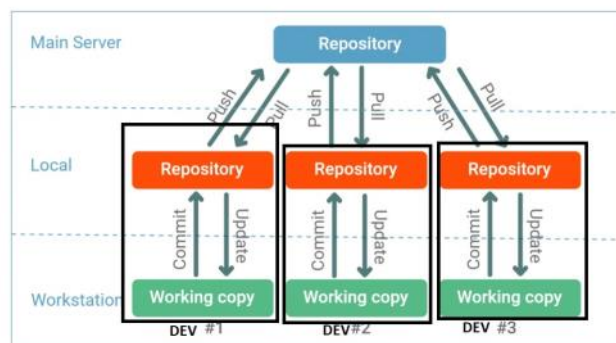 Main Server
Repository
Push
Pull
Push
Pull
Push
Pull
Local
Repository
Repository
Repository
Commit
Update
Commit
Update
Commit
Update
Workstation
Working copy
Working copy
Working copy
DEV #1
DEV#2
DEV #3